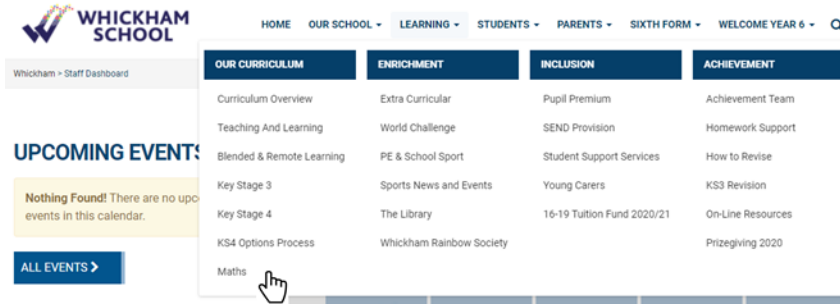 WHICKHAM
SCHOOL
HOME OUR SCHOOL LEARNING STUDENTS PARENTS SIXTH FORM WELCOME YEAR 6
Whickham > Staff Dashboard
OUR CURRICULUM
Curriculum Overview
Teaching And Learning
Blended & Remote Learning
Key Stage 3
Key Stage 4
KS4 Options Process
Maths
ENRICHMENT
Extra Curricular
World Challenge
PE & School Sport
Sports News and Events
The Library
Whickham Rainbow Society
INCLUSION
Pupil Premium
SEND Provision
Student Support Services
Young Carers
16-19 Tuition Fund 2020/21
ACHIEVEMENT
Achievement Team
Homework Support
How to Revise
KS3 Revision
On-Line Resources
Prizegiving 2020
UPCOMING EVENTS
Nothing Found! There are no upco
events in this calendar.
ALL EVENTS >